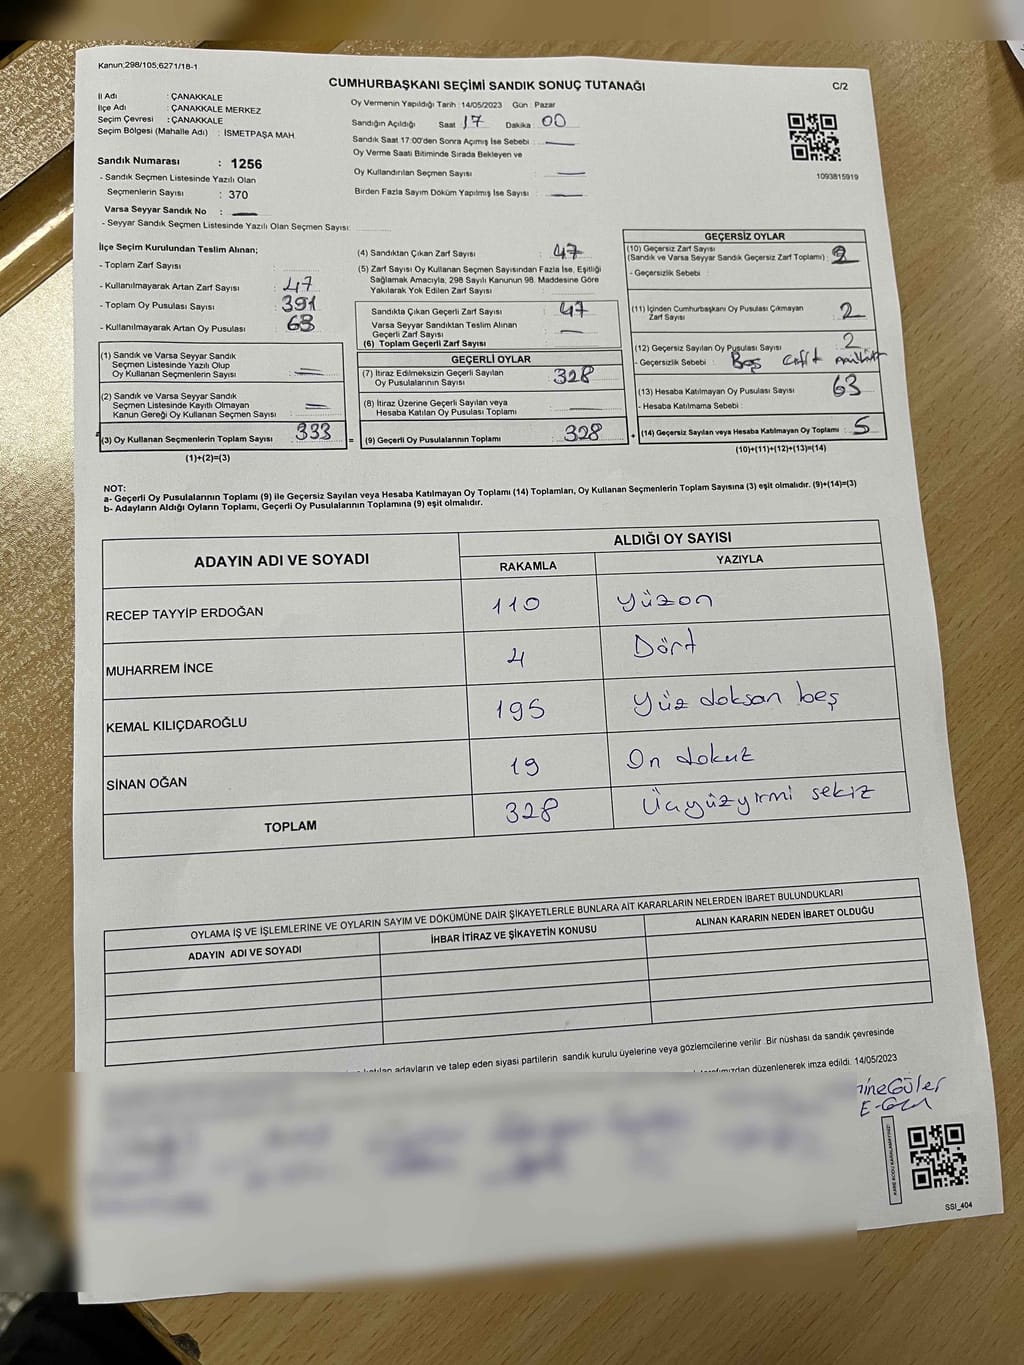 Kanun:298/105;6271/18-1
CUMHURBAŞKANI SEÇİMİ SANDIK SONUÇ TUTANAĞI
C/2
İl Adı : ÇANAKKALE
İlçe Adı : ÇANAKKALE MERKEZ
Seçim Çevresi : ÇANAKKALE
Seçim Bölgesi (Mahalle Adı) : İSMETPAŞA MAH.
Oy Vermenin Yapıldığı Tarih : 14/05/2023 Gün : Pazar
Sandığın Açıldığı Saat 17 Dakika 00
Sandık Saat 17:00'den Sonra Açımış İse Sebebi :
Oy Verme Saati Bitiminde Sırada Bekleyen ve
Oy Kullandırılan Seçmen Sayısı :
Birden Fazla Sayım Döküm Yapılmış İse Sayısı :
1093815919
Sandık Numarası : 1256
- Sandık Seçmen Listesinde Yazılı Olan
Seçmenlerin Sayısı : 370
Varsa Seyyar Sandık No :
- Seyyar Sandık Seçmen Listesinde Yazılı Olan Seçmen Sayısı:
İlçe Seçim Kurulundan Teslim Alınan;
- Toplam Zarf Sayısı :
- Kullanılmayarak Artan Zarf Sayısı : 47
- Toplam Oy Pusulası Sayısı : 391
- Kullanılmayarak Artan Oy Pusulası : 63
(1) Sandık ve Varsa Seyyar Sandık
Seçmen Listesinde Yazılı Olup
Oy Kullanan Seçmenlerin Sayısı :
(2) Sandık ve Varsa Seyyar Sandık
Seçmen Listesinde Kayıtlı Olmayan
Kanun Gereği Oy Kullanan Seçmen Sayısı :
(3) Oy Kullanan Seçmenlerin Toplam Sayısı : 333
(1)+(2)=(3)
(4) Sandıktan Çıkan Zarf Sayısı : 47
(5) Zarf Sayısı Oy Kullanan Seçmen Sayısından Fazla İse, Eşitliği
Sağlamak Amacıyla, 298 Sayılı Kanunun 98. Maddesine Göre
Yakılarak Yok Edilen Zarf Sayısı :
Sandıkta Çıkan Geçerli Zarf Sayısı : 47
Varsa Seyyar Sandıktan Teslim Alınan
Geçerli Zarf Sayısı :
(6) Toplam Geçerli Zarf Sayısı :
GEÇERLİ OYLAR
(7) İtiraz Edilmeksizin Geçerli Sayılan
Oy Pusulalarının Sayısı : 328
(8) İtiraz Üzerine Geçerli Sayılan veya
Hesaba Katılan Oy Pusulası Toplamı :
= (9) Geçerli Oy Pusulalarının Toplamı : 328
GEÇERSİZ OYLAR
(10) Geçersiz Zarf Sayısı
(Sandık ve Varsa Seyyar Sandık Geçersiz Zarf Toplamı) :
- Geçersizlik Sebebi :
(11) İçinden Cumhurbaşkanı Oy Pusulası Çıkmayan
Zarf Sayısı : 2
(12) Geçersiz Sayılan Oy Pusulası Sayısı : 2
- Geçersizlik Sebebi : Boş
(13) Hesaba Katılmayan Oy Pusulası Sayısı : 63
- Hesaba Katılmama Sebebi :
+ (14) Geçersiz Sayılan veya Hesaba Katılmayan Oy Toplamı : 5
(10)+(11)+(12)+(13)=(14)
NOT:
a- Geçerli Oy Pusulalarının Toplamı (9) ile Geçersiz Sayılan veya Hesaba Katılmayan Oy Toplamı (14) Toplamları, Oy Kullanan Seçmenlerin Toplam Sayısına (3) eşit olmalıdır. (9)+(14)=(3)
b- Adayların Aldığı Oyların Toplamı, Geçerli Oy Pusulalarının Toplamına (9) eşit olmalıdır.
ADAYIN ADI VE SOYADI
ALDIĞI OY SAYISI
RAKAMLA YAZIYLA
RECEP TAYYİP ERDOĞAN 110 yüzon
MUHARREM İNCE 4 Dört
KEMAL KILIÇDAROĞLU 195 yüz doksan beş
SİNAN OĞAN 19 On dokuz
TOPLAM 328 Üçyüzyirmi sekiz
OYLAMA İŞ VE İŞLEMLERİNE VE OYLARIN SAYIM VE DÖKÜMÜNE DAİR ŞİKAYETLERLE BUNLARA AİT KARARLARIN NELERDEN İBARET BULUNDUKLARI
ADAYIN ADI VE SOYADI İHBAR İTİRAZ VE ŞİKAYETİN KONUSU ALINAN KARARIN NEDEN İBARET OLDUĞU
adayların ve talep eden siyasi partilerin sandık kurulu üyelerine veya gözlemcilerine verilir. Bir nüshası da sandık çevresinde
düzenlenerek imza edildi. 14/05/2023
Güler
SSİ_404